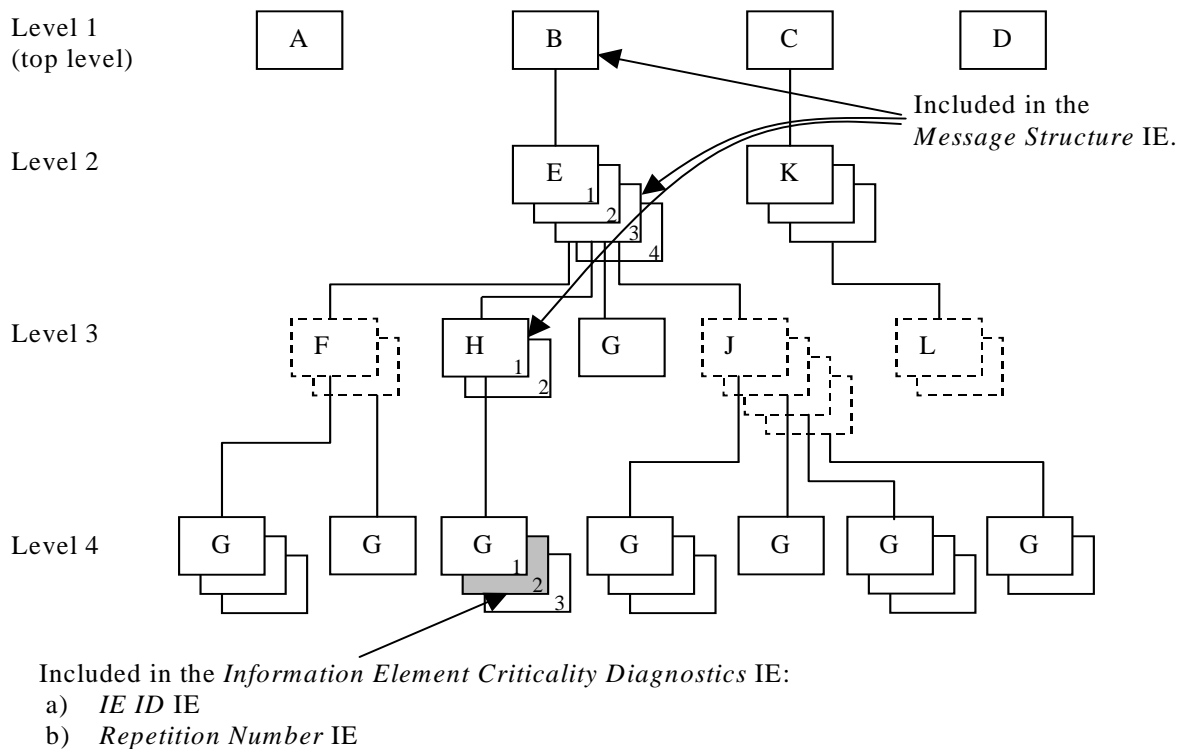 Level 1
(top level)
A B C D
Included in the
Message Structure IE.
Level 2
E K
1
2
3
4
Level 3
F H G J L
1
2
Level 4
G G G G G G G
1
2
3
Included in the Information Element Criticality Diagnostics IE:
a) IE ID IE
b) Repetition Number IE